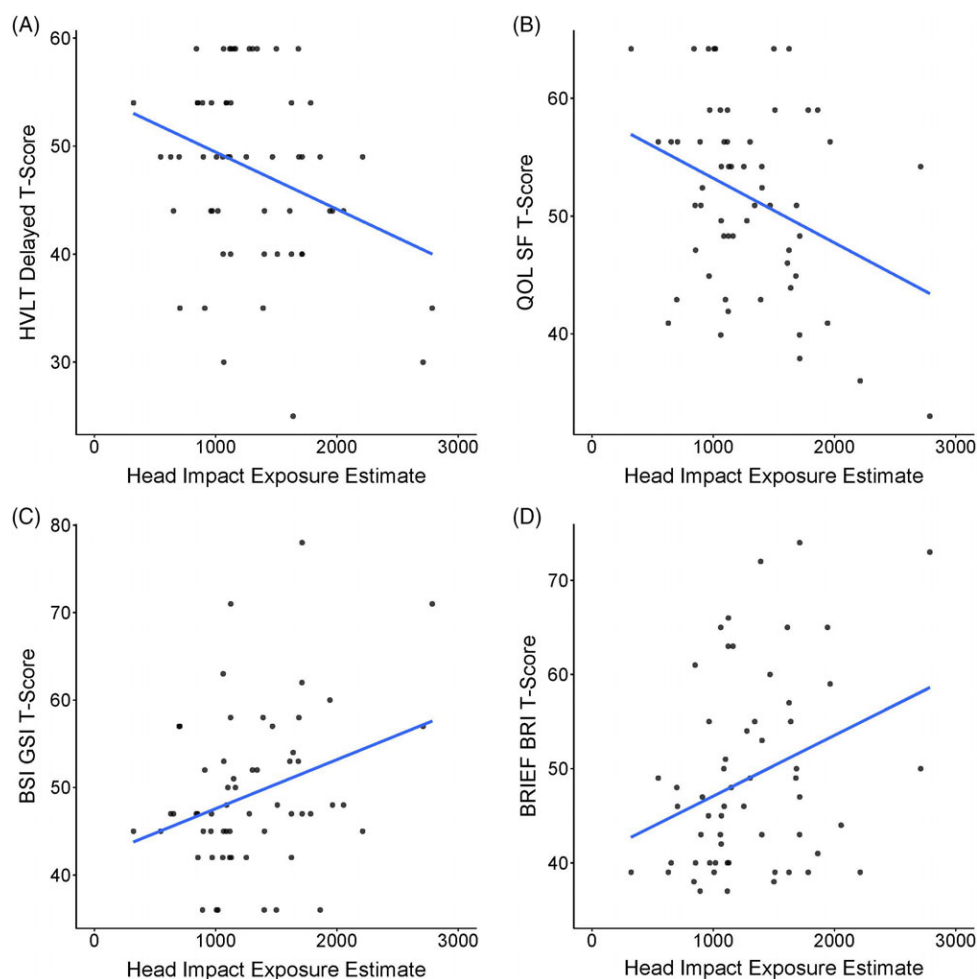 (A)
60
50
40
30
HVLT Delayed T-Score
0 1000 2000 3000
Head Impact Exposure Estimate
(B)
60
50
40
QOL SF T-Score
0 1000 2000 3000
Head Impact Exposure Estimate
(C)
80
70
60
50
40
BSI GSI T-Score
0 1000 2000 3000
Head Impact Exposure Estimate
(D)
70
60
50
40
BRIEF BRI T-Score
0 1000 2000 3000
Head Impact Exposure Estimate